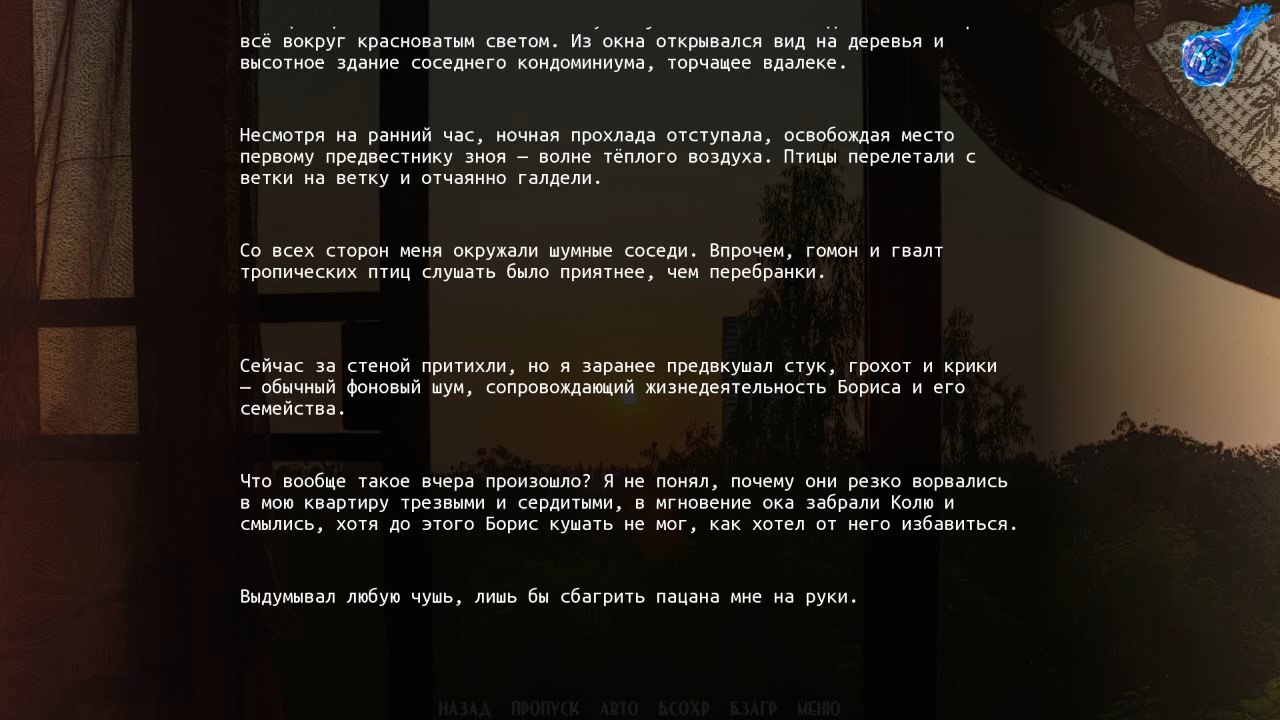 всё вокруг красноватым светом. Из окна открывался вид на деревья и
высотное здание соседнего кондоминиума, торчащее вдалеке.
Несмотря на ранний час, ночная прохлада отступала, освобождая место
первому предвестнику зноя — волне тёплого воздуха. Птицы перелетали с
ветки на ветку и отчаянно галдели.
Со всех сторон меня окружали шумные соседи. Впрочем, гомон и гвалт
тропических птиц слушать было приятнее, чем перебранки.
Сейчас за стеной притихли, но я заранее предвкушал стук, грохот и крики
— обычный фоновый шум, сопровождающий жизнедеятельность Бориса и его
семейства.
Что вообще такое вчера произошло? Я не понял, почему они резко ворвались
в мою квартиру трезвыми и сердитыми, в мгновение ока забрали Колю и
смылись, хотя до этого Борис кушать не мог, как хотел от него избавиться.
Выдумывал любую чушь, лишь бы сбагрить пацана мне на руки.
НАЗАД ПРОПУСК АВТО Б.СОХР Б.ЗАГР МЕНЮ